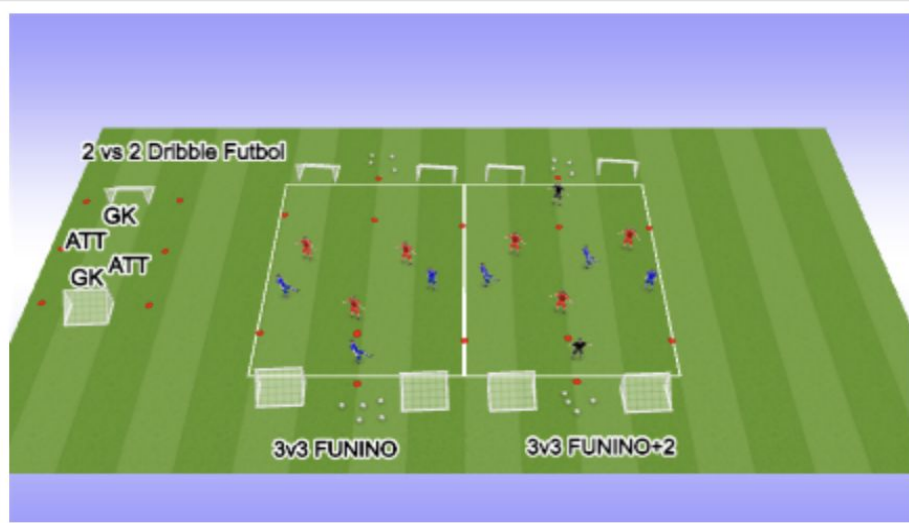 2 vs 2 Dribble Futbol
GK
ATT
ATT
GK
3v3 FUNINO
3v3 FUNINO+2